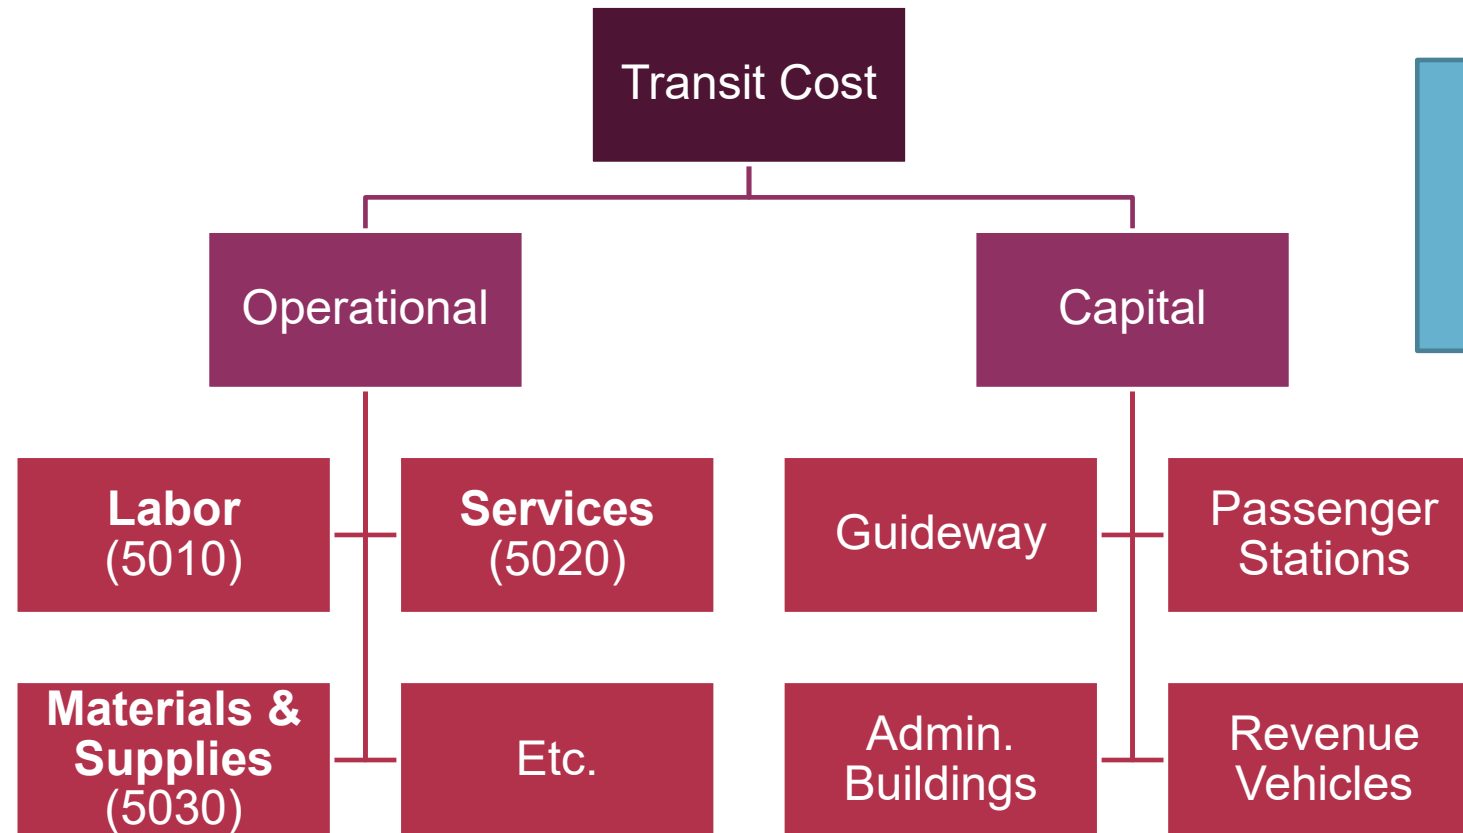 Transit Cost
Operational
Capital
Labor
(5010)
Services
(5020)
Guideway
Passenger
Stations
Materials &
Supplies
(5030)
Etc.
Admin.
Buildings
Revenue
Vehicles